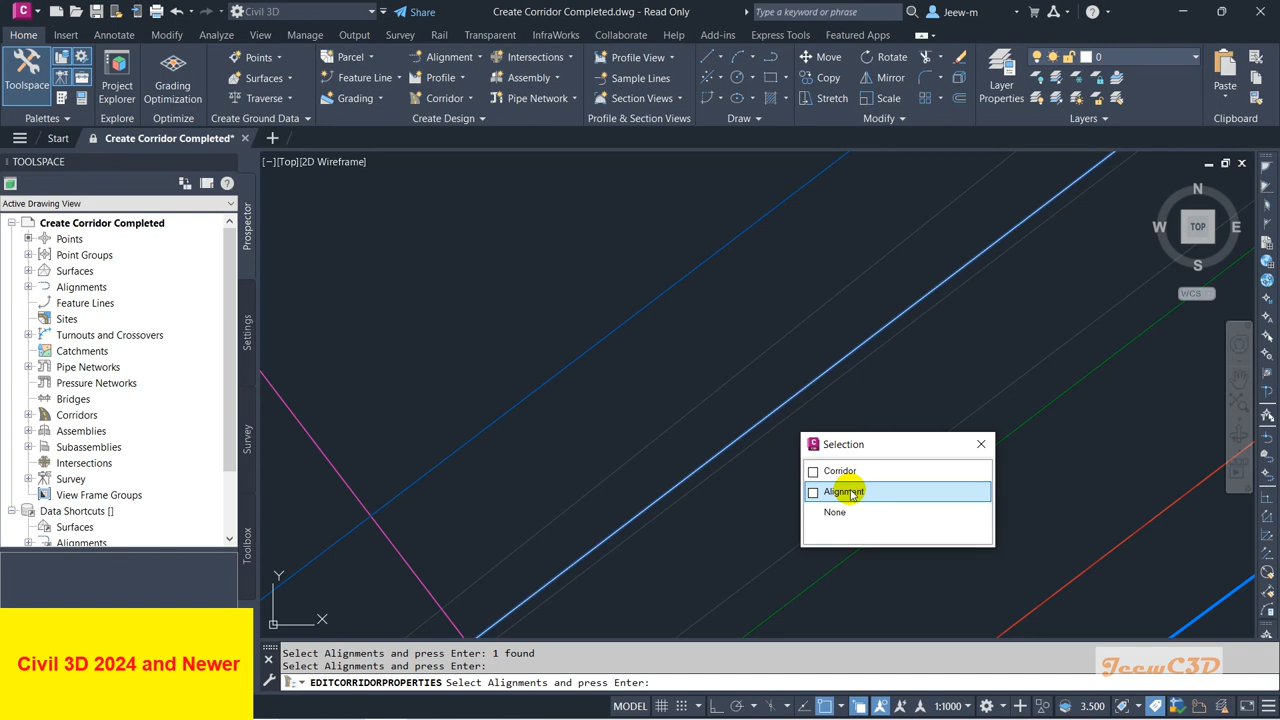 Civil 3D
Share
Create Corridor Completed.dwg - Read Only
Type a keyword or phrase
Jeew-m
Home
Insert
Annotate
Modify
Analyze
View
Manage
Output
Survey
Rail
Transparent
InfraWorks
Collaborate
Help
Add-ins
Express Tools
Featured Apps
Toolspace
Palettes
Project Explorer
Explore
Grading Optimization
Optimize
Points
Surfaces
Traverse
Create Ground Data
Parcel
Feature Line
Grading
Alignment
Profile
Corridor
Intersections
Assembly
Pipe Network
Create Design
Profile View
Sample Lines
Section Views
Profile & Section Views
Draw
Move
Copy
Stretch
Rotate
Mirror
Scale
Modify
Layer Properties
0
Layers
Paste
Clipboard
Start
Create Corridor Completed*
TOOLSPACE
Active Drawing View
Create Corridor Completed
Points
Point Groups
Surfaces
Alignments
Feature Lines
Sites
Turnouts and Crossovers
Catchments
Pipe Networks
Pressure Networks
Bridges
Corridors
Assemblies
Subassemblies
Intersections
Survey
View Frame Groups
Data Shortcuts []
Surfaces
Alignments
Prospector
Settings
Survey
Toolbox
[−][Top][2D Wireframe]
N
W
TOP
E
S
WCS
Selection
Corridor
Alignment
None
Y
X
Civil 3D 2024 and Newer
Select Alignments and press Enter: 1 found
Select Alignments and press Enter:
EDITCORRIDORPROPERTIES Select Alignments and press Enter:
JeewC3D
MODEL
1:1000
3.500